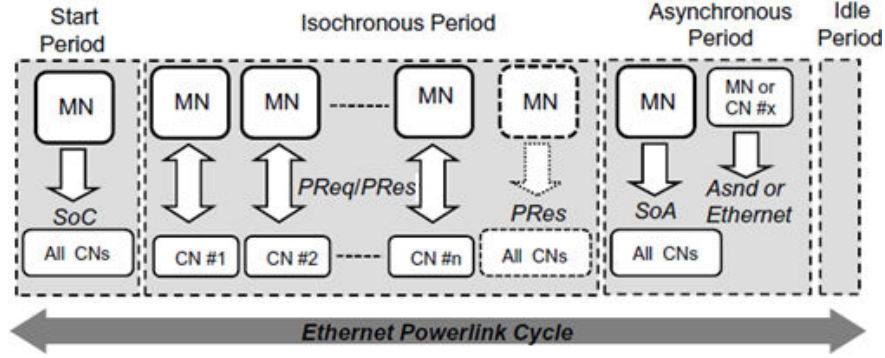 Start
Period
Isochronous Period
Asynchronous
Period
Idle
Period
MN
MN
MN
MN
MN
MN
MN or
CN #x
SoC
PReq/PRes
PRes
SoA
Asnd or
Ethernet
All CNs
CN #1
CN #2
CN #n
All CNs
All CNs
Ethernet Powerlink Cycle